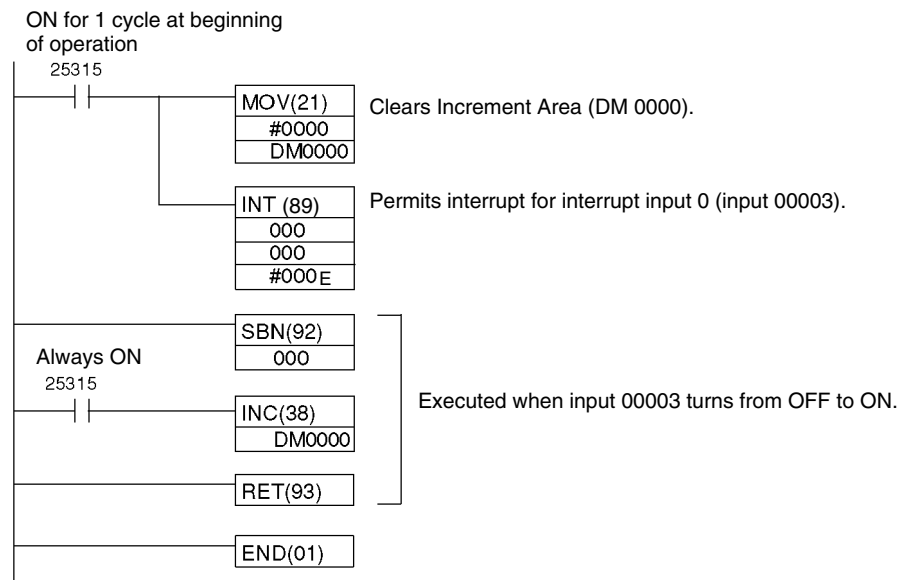 ON for 1 cycle at beginning
of operation
25315
MOV(21)
#0000
DM0000
Clears Increment Area (DM 0000).
INT (89)
000
000
#000E
Permits interrupt for interrupt input 0 (input 00003).
SBN(92)
000
Always ON
25315
INC(38)
DM0000
Executed when input 00003 turns from OFF to ON.
RET(93)
END(01)